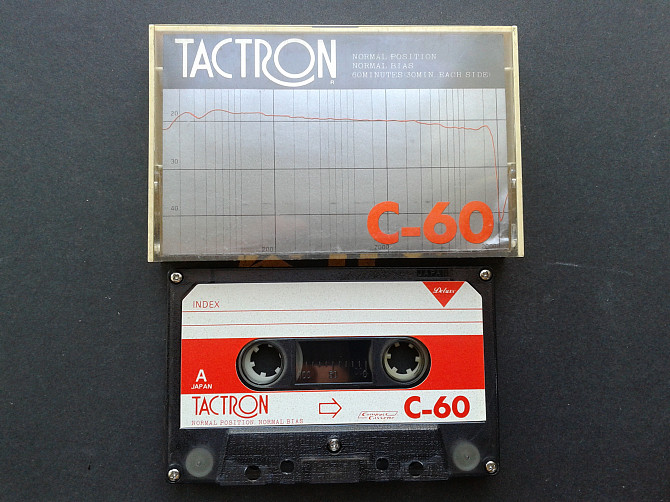 TACTRON
NORMAL POSITION
NORMAL BIAS
60MINUTES(30MIN. EACH SIDE)
20
30
40
200
2000
C-60
Deluxe
INDEX
A
JAPAN
TACTRON
NORMAL POSITION/NORMAL BIAS
Compact
Cassette
C-60